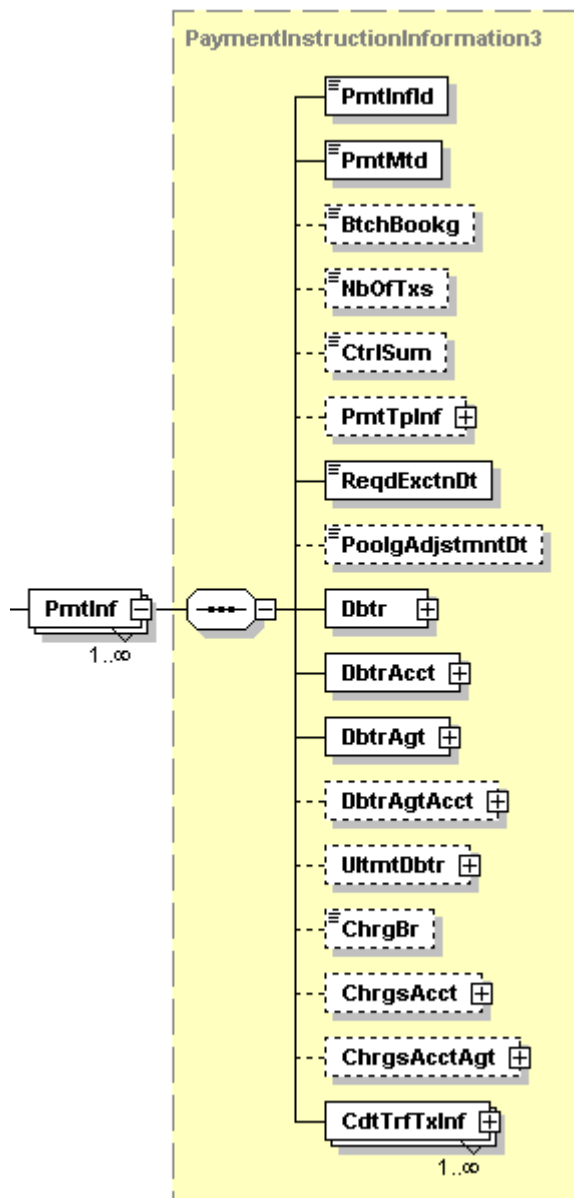 PaymentInstructionInformation3
PmtInfId
PmtMtd
BtchBookg
NbOfTxs
CtrlSum
PmtTpInf
ReqdExctnDt
PoolgAdjstmntDt
PmtInf
1..∞
Dbtr
DbtrAcct
DbtrAgt
DbtrAgtAcct
UltmtDbtr
ChrgBr
ChrgsAcct
ChrgsAcctAgt
CdtTrfTxInf
1..∞